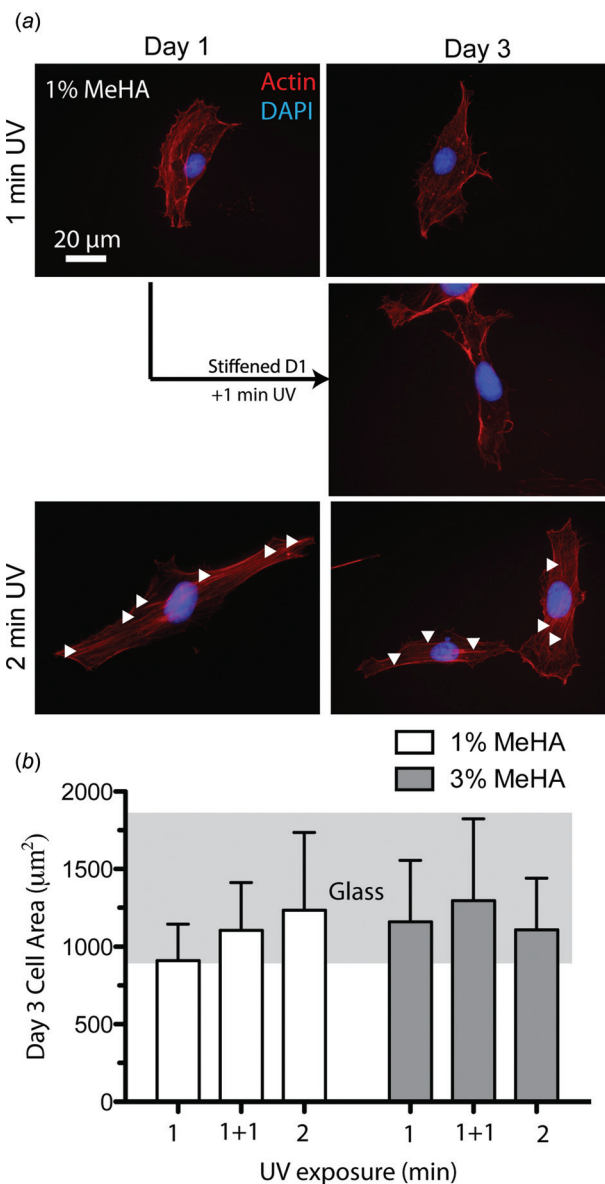 (a)
Day 1
Day 3
1 min UV
1% MeHA
Actin
DAPI
20 μm
Stiffened D1
+1 min UV
2 min UV
(b)
1% MeHA
3% MeHA
Day 3 Cell Area (μm²)
2000
1500
1000
500
0
Glass
1 1+1 2 1 1+1 2
UV exposure (min)